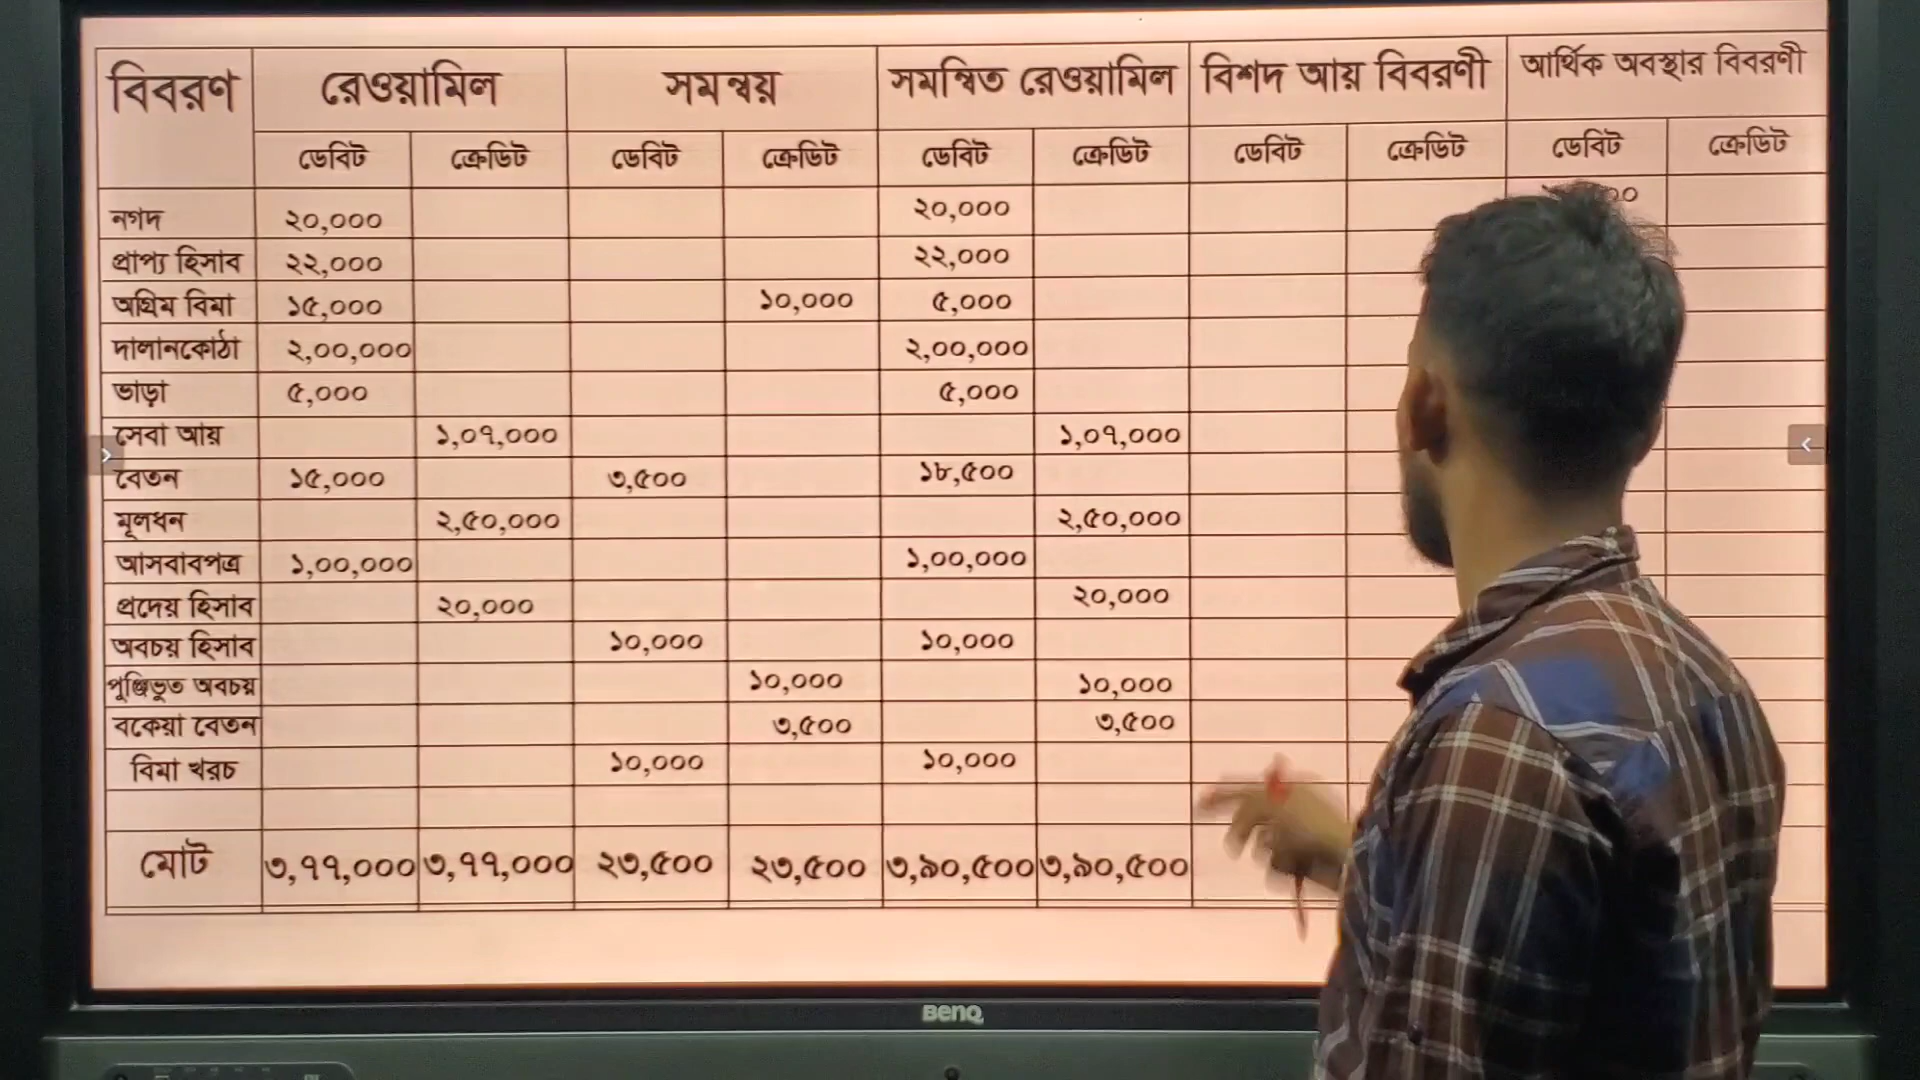 বিবরণ রেওয়ামিল সমন্বয় সমন্বিত রেওয়ামিল বিশদ আয় বিবরণী আর্থিক অবস্থার বিবরণী
ডেবিট ক্রেডিট ডেবিট ক্রেডিট ডেবিট ক্রেডিট ডেবিট ক্রেডিট ডেবিট ক্রেডিট
নগদ ২০,০০০ ২০,০০০
প্রাপ্য হিসাব ২২,০০০ ২২,০০০
অগ্রিম বিমা ১৫,০০০ ১০,০০০ ৫,০০০
দালানকোঠা ২,০০,০০০ ২,০০,০০০
ভাড়া ৫,০০০ ৫,০০০
সেবা আয় ১,০৭,০০০ ১,০৭,০০০
বেতন ১৫,০০০ ৩,৫০০ ১৮,৫০০
মূলধন ২,৫০,০০০ ২,৫০,০০০
আসবাবপত্র ১,০০,০০০ ১,০০,০০০
প্রদেয় হিসাব ২০,০০০ ২০,০০০
অবচয় হিসাব ১০,০০০ ১০,০০০
পুঞ্জিভুত অবচয় ১০,০০০ ১০,০০০
বকেয়া বেতন ৩,৫০০ ৩,৫০০
বিমা খরচ ১০,০০০ ১০,০০০
মোট ৩,৭৭,০০০ ৩,৭৭,০০০ ২৩,৫০০ ২৩,৫০০ ৩,৯০,৫০০ ৩,৯০,৫০০
BenQ